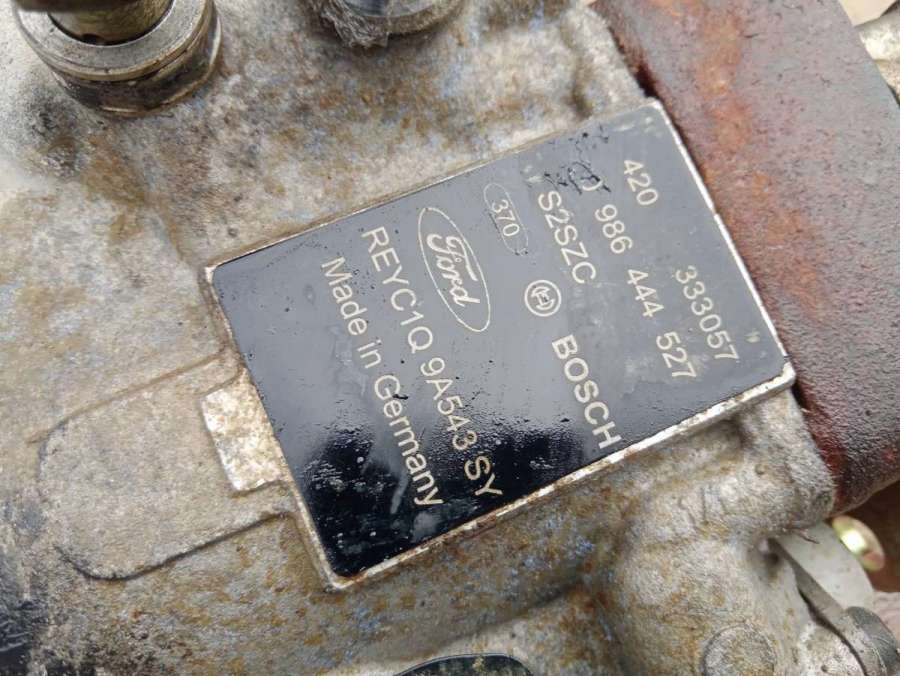 420 333057
0 986 444 527
S2SZC BOSCH
370
Ford
REYC1Q 9A543 SY
Made in Germany